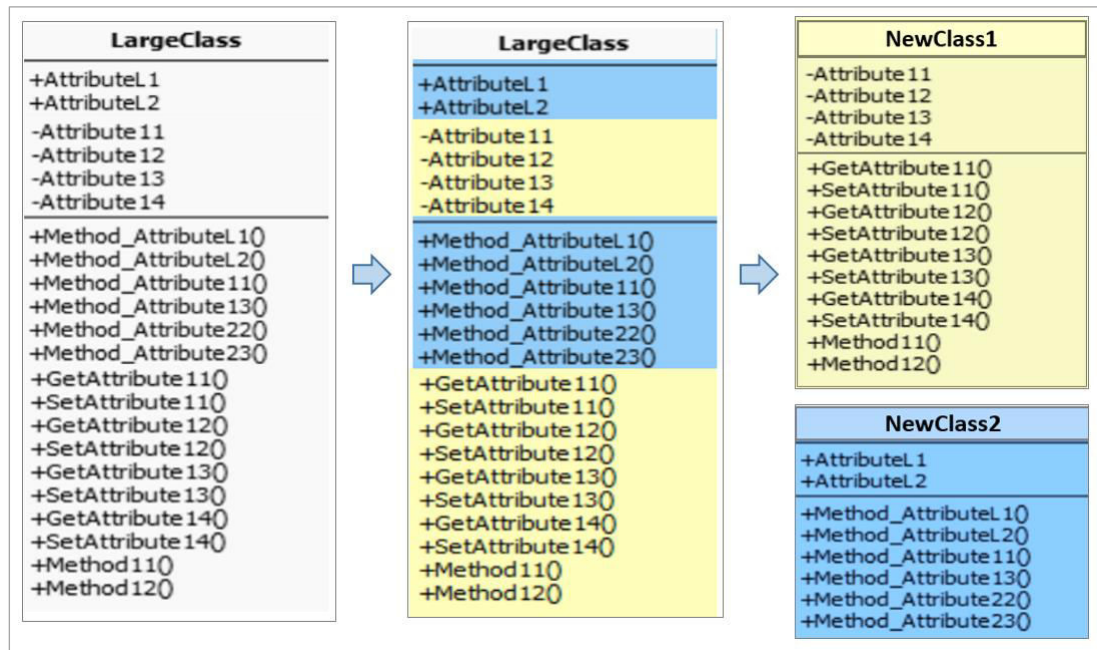 LargeClass
+AttributeL1
+AttributeL2
-Attribute11
-Attribute12
-Attribute13
-Attribute14
+Method_AttributeL1()
+Method_AttributeL2()
+Method_Attribute11()
+Method_Attribute13()
+Method_Attribute22()
+Method_Attribute23()
+GetAttribute11()
+SetAttribute11()
+GetAttribute12()
+SetAttribute12()
+GetAttribute13()
+SetAttribute13()
+GetAttribute14()
+SetAttribute14()
+Method11()
+Method12()
LargeClass
+AttributeL1
+AttributeL2
-Attribute11
-Attribute12
-Attribute13
-Attribute14
+Method_AttributeL1()
+Method_AttributeL2()
+Method_Attribute11()
+Method_Attribute13()
+Method_Attribute22()
+Method_Attribute23()
+GetAttribute11()
+SetAttribute11()
+GetAttribute12()
+SetAttribute12()
+GetAttribute13()
+SetAttribute13()
+GetAttribute14()
+SetAttribute14()
+Method11()
+Method12()
NewClass1
-Attribute11
-Attribute12
-Attribute13
-Attribute14
+GetAttribute11()
+SetAttribute11()
+GetAttribute12()
+SetAttribute12()
+GetAttribute13()
+SetAttribute13()
+GetAttribute14()
+SetAttribute14()
+Method11()
+Method12()
NewClass2
+AttributeL1
+AttributeL2
+Method_AttributeL1()
+Method_AttributeL2()
+Method_Attribute11()
+Method_Attribute13()
+Method_Attribute22()
+Method_Attribute23()